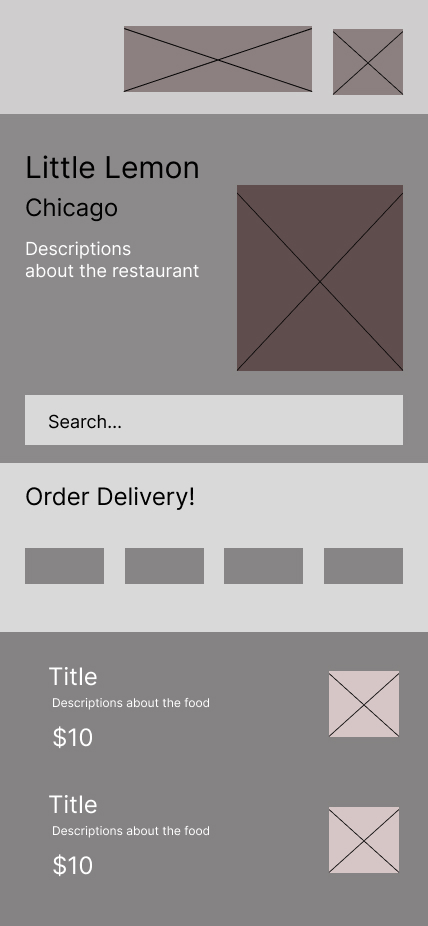 Little Lemon
Chicago
Descriptions
about the restaurant
Search...
Order Delivery!
Title
Descriptions about the food
$10
Title
Descriptions about the food
$10